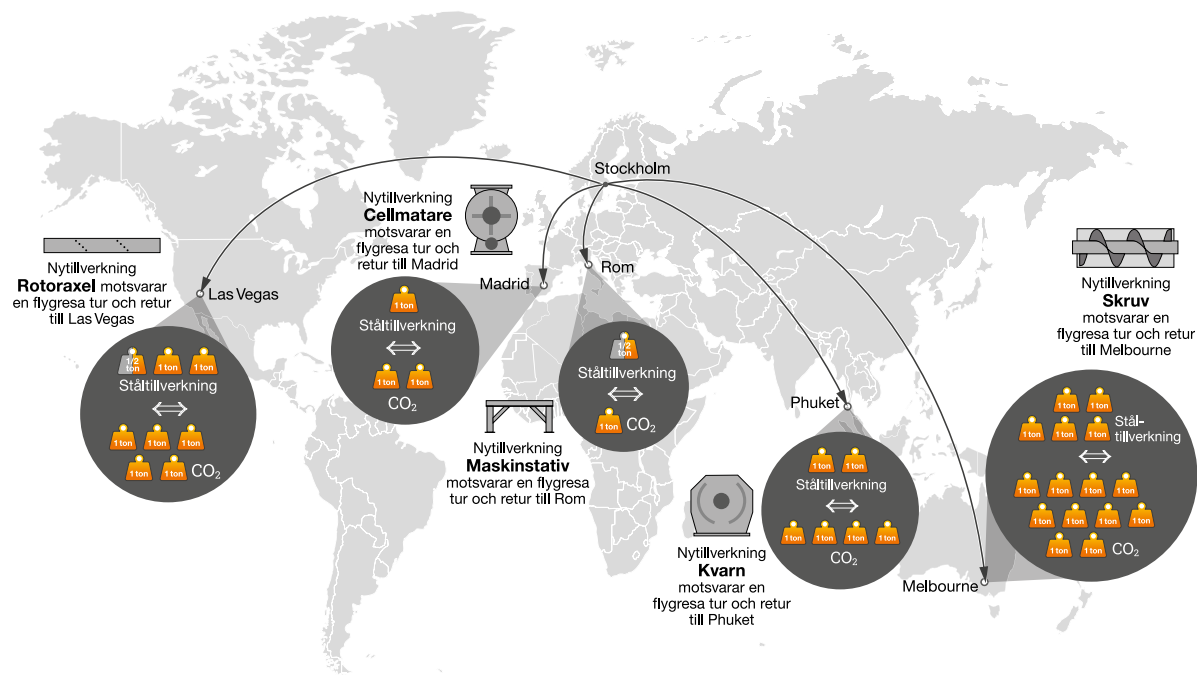 Stockholm
Nytillverkning
Rotoraxel motsvarar
en flygresa tur och retur
till Las Vegas
Las Vegas
1/2
ton
1 ton
1 ton
Ståltillverkning
1 ton
1 ton
1 ton
1 ton
1 ton
CO₂
Nytillverkning
Cellmatare
motsvarar en
flygresa tur och
retur till Madrid
Madrid
1 ton
Ståltillverkning
1 ton
1 ton
CO₂
Rom
1/2
ton
Ståltillverkning
1 ton
CO₂
Nytillverkning
Maskinstativ
motsvarar en flygresa
tur och retur till Rom
Phuket
1 ton
1 ton
Ståltillverkning
1 ton
1 ton
1 ton
1 ton
CO₂
Nytillverkning
Kvarn
motsvarar en
flygresa tur och retur
till Phuket
Nytillverkning
Skruv
motsvarar en
flygresa tur och retur
till Melbourne
1 ton
1 ton
1 ton
1 ton
1 ton
Stål-
tillverkning
1 ton
1 ton
1 ton
1 ton
1 ton
1 ton
1 ton
1 ton
1 ton
1 ton
CO₂
Melbourne